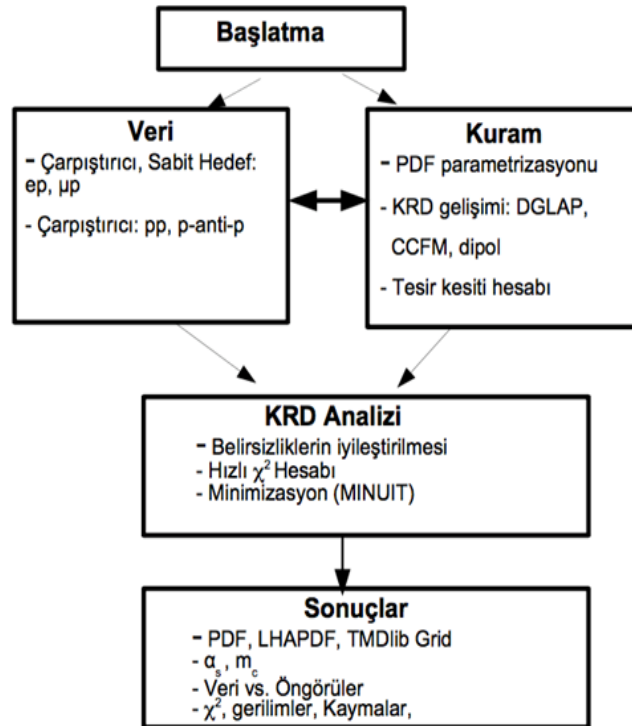 Başlatma
Veri
- Çarpıştırıcı, Sabit Hedef:
ep, µp
- Çarpıştırıcı: pp, p-anti-p
Kuram
- PDF parametrizasyonu
- KRD gelişimi: DGLAP,
CCFM, dipol
- Tesir kesiti hesabı
KRD Analizi
- Belirsizliklerin iyileştirilmesi
- Hızlı χ² Hesabı
- Minimizasyon (MINUIT)
Sonuçlar
- PDF, LHAPDF, TMDlib Grid
- αₛ, m_c
- Veri vs. Öngörüler
- χ², gerilimler, Kaymalar,